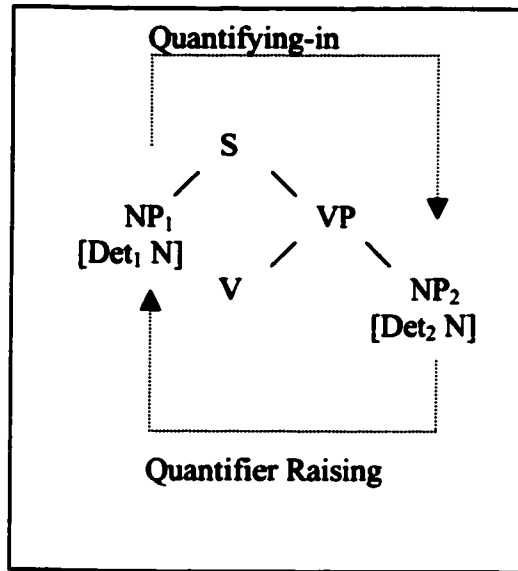 Quantifying-in
S
NP₁ VP
[Det₁ N]
V NP₂
[Det₂ N]
Quantifier Raising